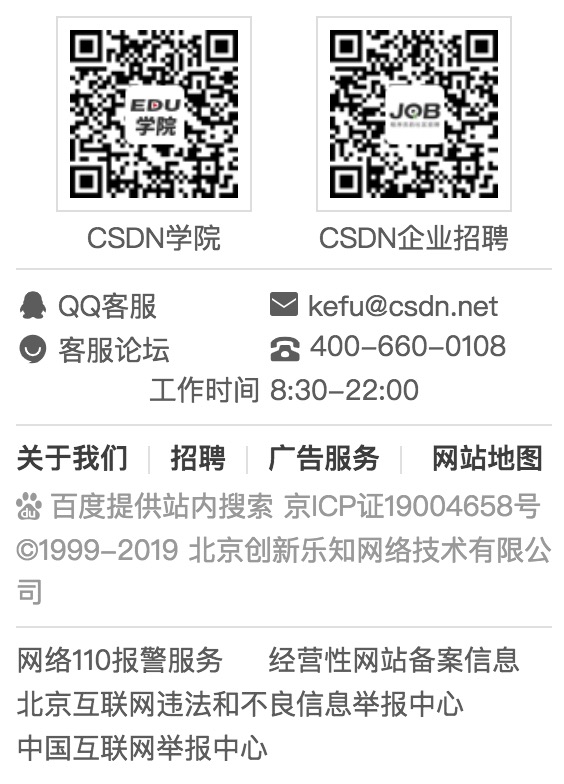 EDU
学院
JOB
CSDN学院 CSDN企业招聘
QQ客服 kefu@csdn.net
客服论坛 400-660-0108
工作时间 8:30-22:00
关于我们 招聘 广告服务 网站地图
百度提供站内搜索 京ICP证19004658号
©1999-2019 北京创新乐知网络技术有限公
司
网络110报警服务 经营性网站备案信息
北京互联网违法和不良信息举报中心
中国互联网举报中心